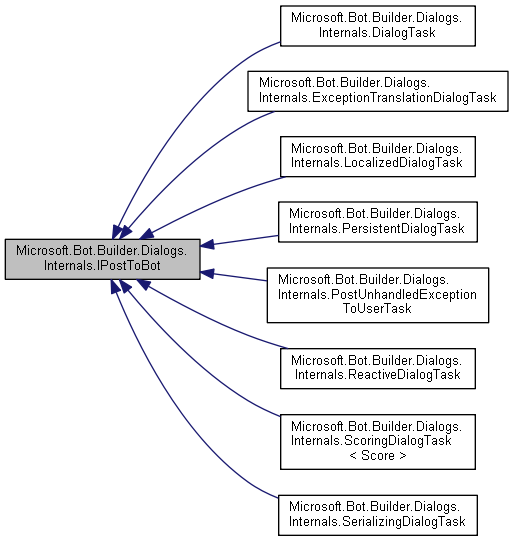 Microsoft.Bot.Builder.Dialogs.
Internals.DialogTask
Microsoft.Bot.Builder.Dialogs.
Internals.ExceptionTranslationDialogTask
Microsoft.Bot.Builder.Dialogs.
Internals.LocalizedDialogTask
Microsoft.Bot.Builder.Dialogs.
Internals.PersistentDialogTask
Microsoft.Bot.Builder.Dialogs.
Internals.IPostToBot
Microsoft.Bot.Builder.Dialogs.
Internals.PostUnhandledException
ToUserTask
Microsoft.Bot.Builder.Dialogs.
Internals.ReactiveDialogTask
Microsoft.Bot.Builder.Dialogs.
Internals.ScoringDialogTask
< Score >
Microsoft.Bot.Builder.Dialogs.
Internals.SerializingDialogTask